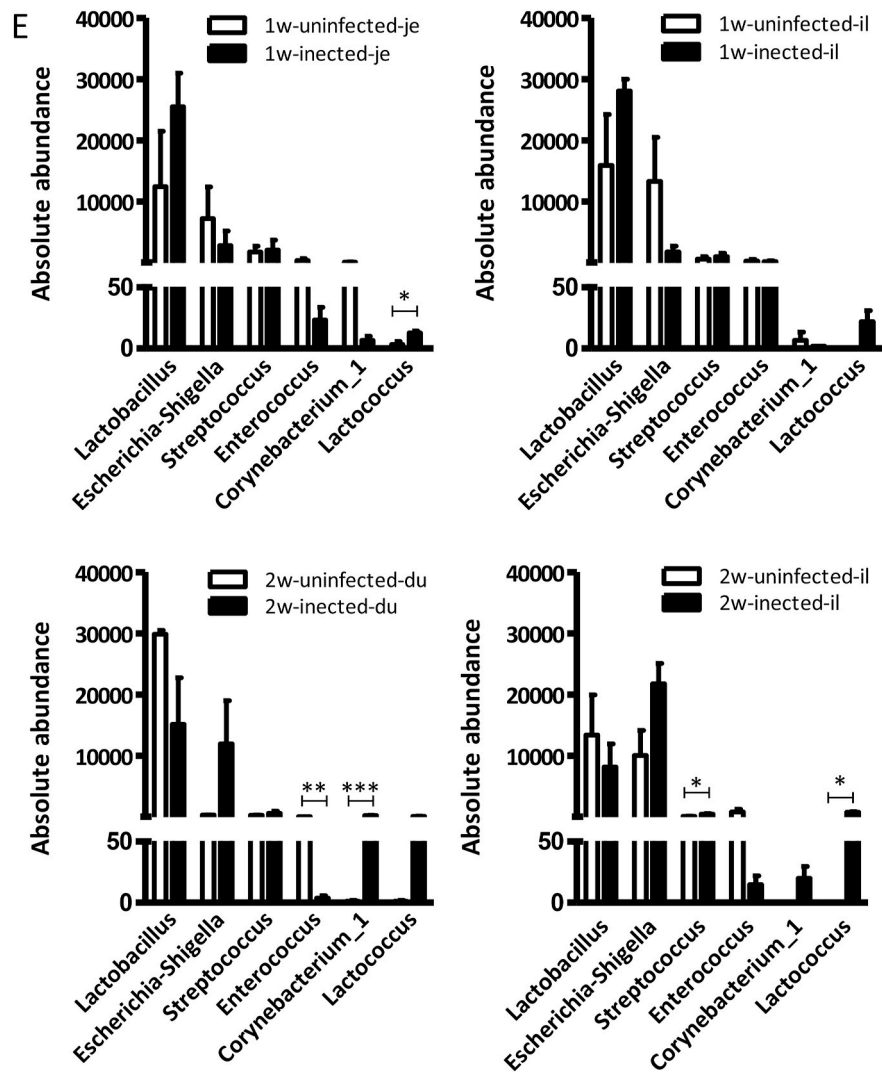 E
1w-uninfected-je
1w-inected-je
Absolute abundance
40000
30000
20000
10000
50
0
*
Lactobacillus
Escherichia-Shigella
Streptococcus
Enterococcus
Corynebacterium_1
Lactococcus
1w-uninfected-il
1w-inected-il
Absolute abundance
40000
30000
20000
10000
50
0
Lactobacillus
Escherichia-Shigella
Streptococcus
Enterococcus
Corynebacterium_1
Lactococcus
2w-uninfected-du
2w-inected-du
Absolute abundance
40000
30000
20000
10000
50
0
** ***
Lactobacillus
Escherichia-Shigella
Streptococcus
Enterococcus
Corynebacterium_1
Lactococcus
2w-uninfected-il
2w-inected-il
Absolute abundance
40000
30000
20000
10000
50
0
* *
Lactobacillus
Escherichia-Shigella
Streptococcus
Enterococcus
Corynebacterium_1
Lactococcus